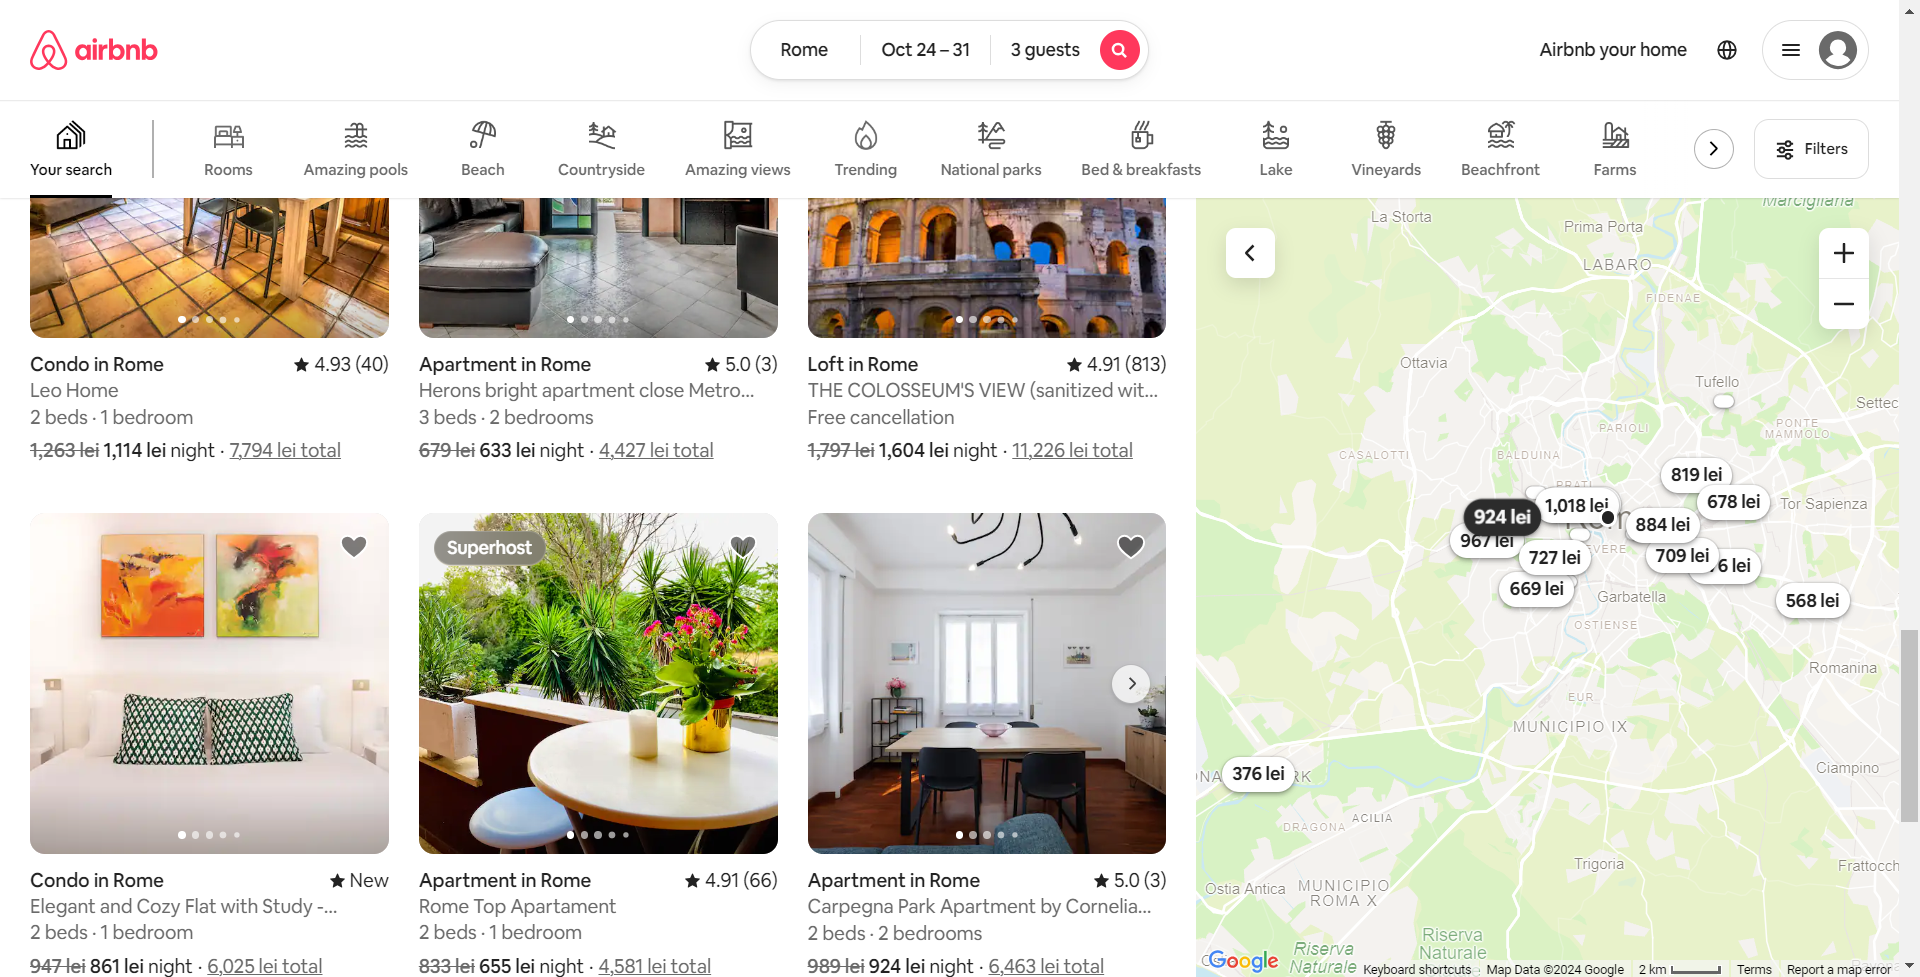 airbnb
Rome
Oct 24 – 31
3 guests
Airbnb your home
Your search
Rooms
Amazing pools
Beach
Countryside
Amazing views
Trending
National parks
Bed & breakfasts
Lake
Vineyards
Beachfront
Farms
Filters
Condo in Rome
4.93 (40)
Leo Home
2 beds · 1 bedroom
1,263 lei 1,114 lei night · 7,794 lei total
Apartment in Rome
5.0 (3)
Herons bright apartment close Metro...
3 beds · 2 bedrooms
679 lei 633 lei night · 4,427 lei total
Loft in Rome
4.91 (813)
THE COLOSSEUM'S VIEW (sanitized wit...
Free cancellation
1,797 lei 1,604 lei night · 11,226 lei total
Condo in Rome
New
Elegant and Cozy Flat with Study -...
2 beds · 1 bedroom
947 lei 861 lei night · 6,025 lei total
Superhost
Apartment in Rome
4.91 (66)
Rome Top Apartament
2 beds · 1 bedroom
833 lei 655 lei night · 4,581 lei total
Apartment in Rome
5.0 (3)
Carpegna Park Apartment by Cornelia...
2 beds · 2 bedrooms
989 lei 924 lei night · 6,463 lei total
Marcigliana
La Storta
Prima Porta
LABARO
FIDENAE
Ottavia
Tufello
Settec
PONTE
MAMMOLO
PARIOLI
CASALOTTI
BALDUINA
PRATI
819 lei
678 lei
Tor Sapienza
1,018 lei
924 lei
884 lei
967 lei
727 lei
EVERE
709 lei
6 lei
669 lei
Garbatella
568 lei
OSTIENSE
Romanina
EUR
MUNICIPIO IX
376 lei
Ciampino
DRAGONA
ACILIA
Trigoria
Frattocch
Ostia Antica
MUNICIPIO
ROMA X
Riserva
Naturale
Riserva
Naturale
Google
Keyboard shortcuts
Map Data ©2024 Google
2 km
Terms
Report a map error